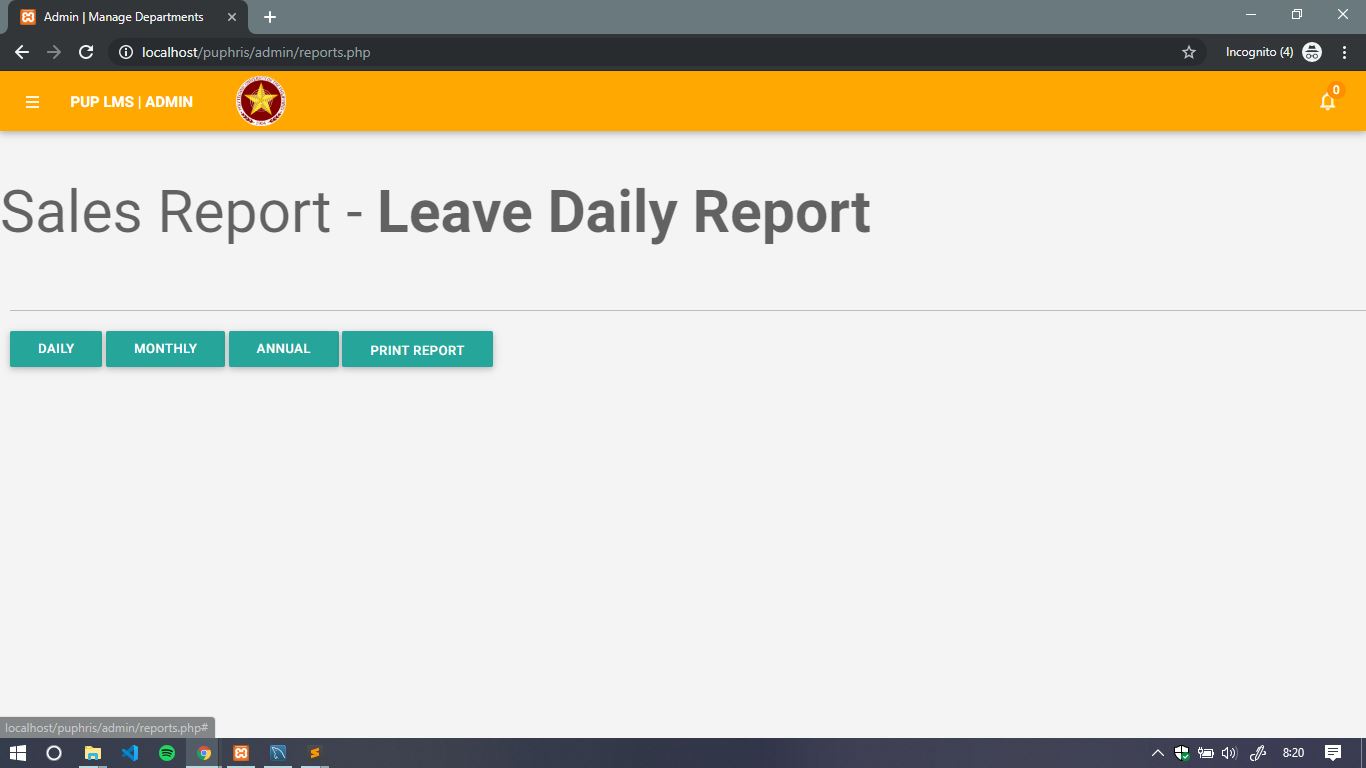 Admin | Manage Departments
localhost/puphris/admin/reports.php
Incognito (4)
PUP LMS | ADMIN
0
Sales Report - Leave Daily Report
DAILY MONTHLY ANNUAL PRINT REPORT
localhost/puphris/admin/reports.php#
8:20